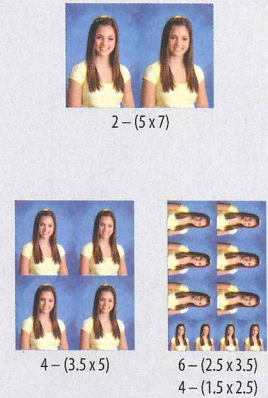 2 – (5 x 7)
4 – (3.5 x 5)
6 – (2.5 x 3.5)
4 – (1.5 x 2.5)